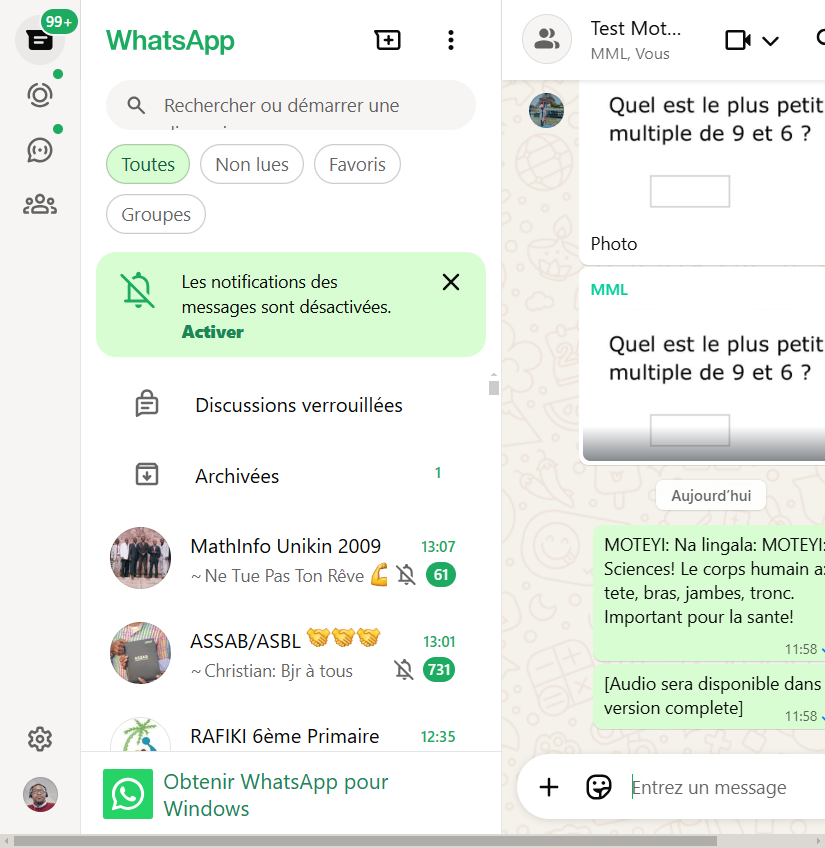 99+
WhatsApp
Rechercher ou démarrer une
Toutes
Non lues
Favoris
Groupes
Les notifications des
messages sont désactivées.
Activer
Discussions verrouillées
Archivées
1
MathInfo Unikin 2009
13:07
~ Ne Tue Pas Ton Rêve 💪
61
ASSAB/ASBL 🤝🤝🤝
13:01
~ Christian: Bjr à tous
731
RAFIKI 6ème Primaire
12:35
Obtenir WhatsApp pour
Windows
Test Mot...
MML, Vous
Quel est le plus petit
multiple de 9 et 6 ?
Photo
MML
Quel est le plus petit
multiple de 9 et 6 ?
Aujourd'hui
MOTEYI: Na lingala: MOTEYI:
Sciences! Le corps humain a:
tete, bras, jambes, tronc.
Important pour la sante!
11:58
[Audio sera disponible dans
version complete]
11:58
Entrez un message